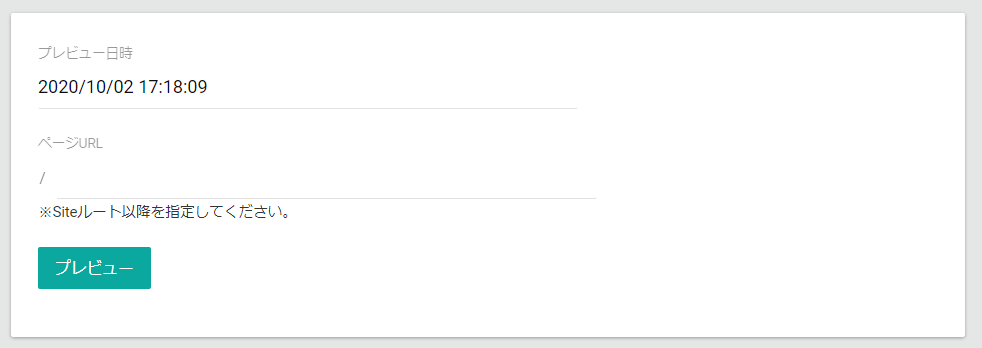 プレビュー日時
2020/10/02 17:18:09
ページURL
/
※Siteルート以降を指定してください。
プレビュー